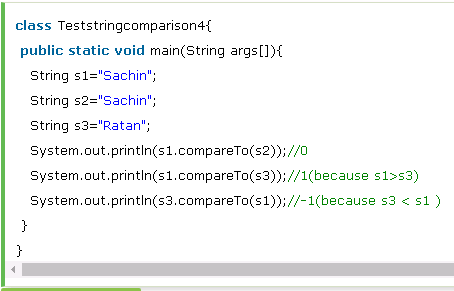 class Teststringcomparison4{
public static void main(String args[]){
String s1="Sachin";
String s2="Sachin";
String s3="Ratan";
System.out.println(s1.compareTo(s2));//0
System.out.println(s1.compareTo(s3));//1(because s1>s3)
System.out.println(s3.compareTo(s1));//-1(because s3 < s1 )
}
}